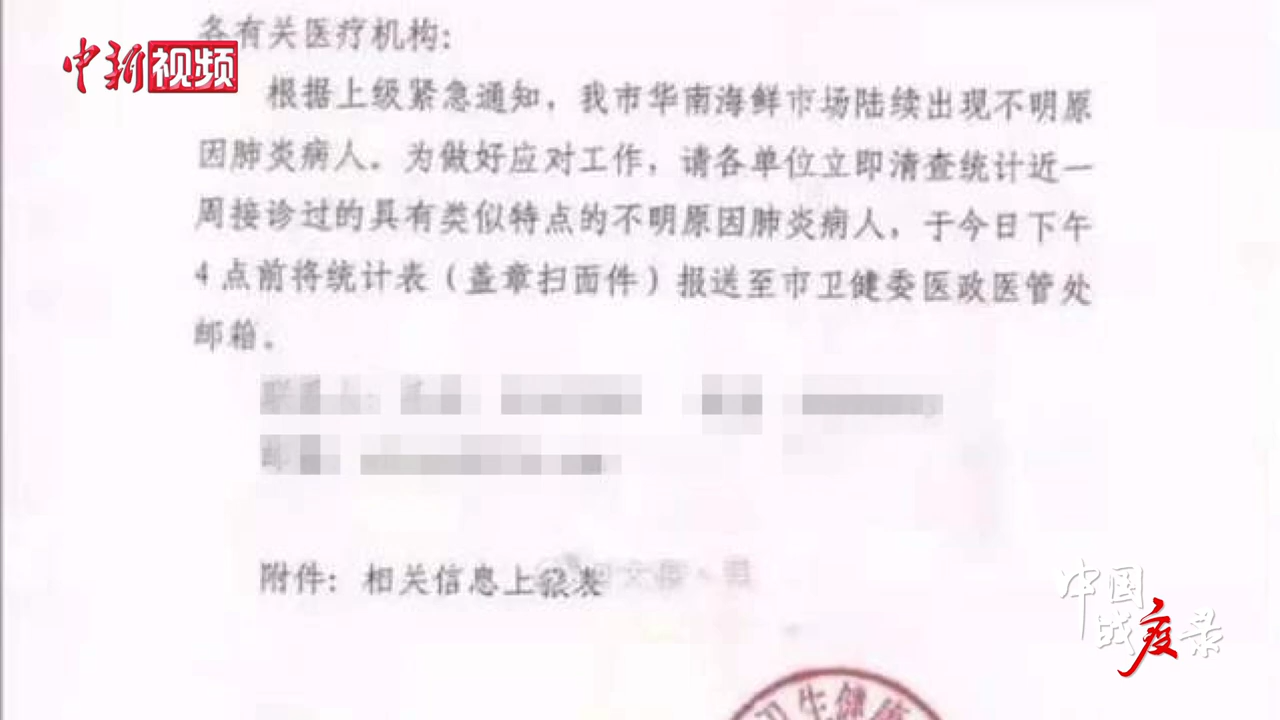 各有关医疗机构：
中新视频
根据上级紧急通知，我市华南海鲜市场陆续出现不明原
因肺炎病人。为做好应对工作，请各单位立即清查统计近一
周接诊过的具有类似特点的不明原因肺炎病人，于今日下午
4点前将统计表（盖章扫面件）报送至市卫健委医政医管处
邮箱。
附件：相关信息上报表
中国
战疫录
卫生健康